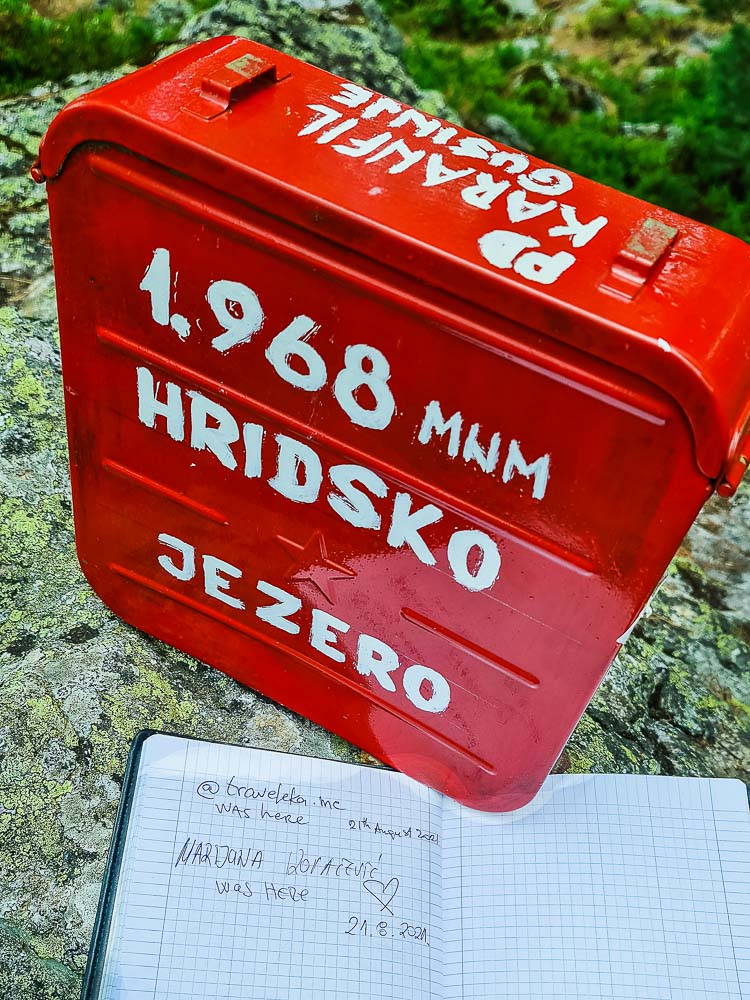 PD
KARANFIL
GUSINJE
1.968 MNM
HRIDSKO
JEZERO
@traveleka.me
was here 21th August 2021
MARIJANA
was HERE
21.8.2021.